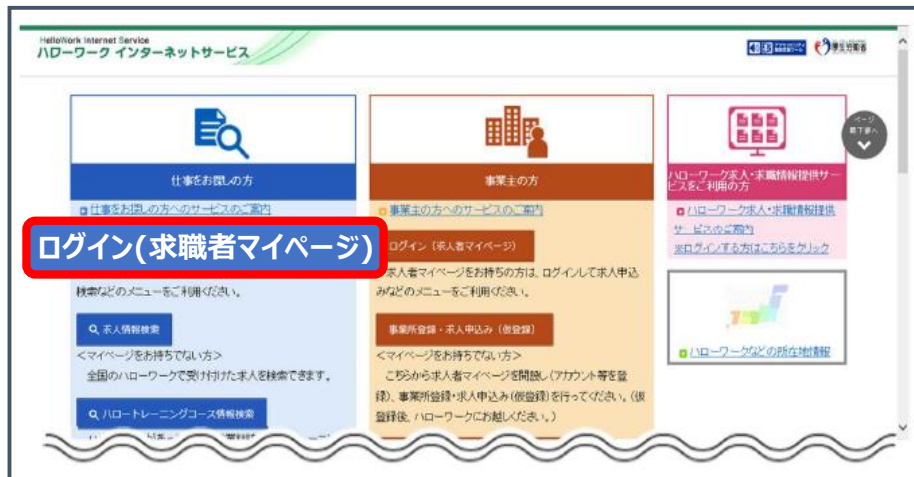 HelloWork Internet Service
ハローワーク インターネットサービス
厚生労働省
ページ
最下部へ
仕事をお探しの方
仕事をお探しの方へのサービスのご案内
ログイン(求職者マイページ)
検索などのメニューをご利用ください。
求人情報検索
<マイページをお持ちでない方>
全国のハローワークで受け付けた求人を検索できます。
ハロートレーニングコース情報検索
事業主の方
事業主の方へのサービスのご案内
ログイン（求人者マイページ）
求人者マイページをお持ちの方は、ログインして求人申込
みなどのメニューをご利用ください。
事業所登録・求人申込み（仮登録）
<マイページをお持ちでない方>
こちらから求人者マイページを開設し(アカウント等を登
録)、事業所登録・求人申込み(仮登録)を行ってください。(仮
登録後、ハローワークにお越しください。)
ハローワーク求人・求職情報提供サー
ビスをご利用の方
ハローワーク求人・求職情報提供
サービスのご案内
※ログインする方はこちらをクリック
ハローワークなどの所在地情報